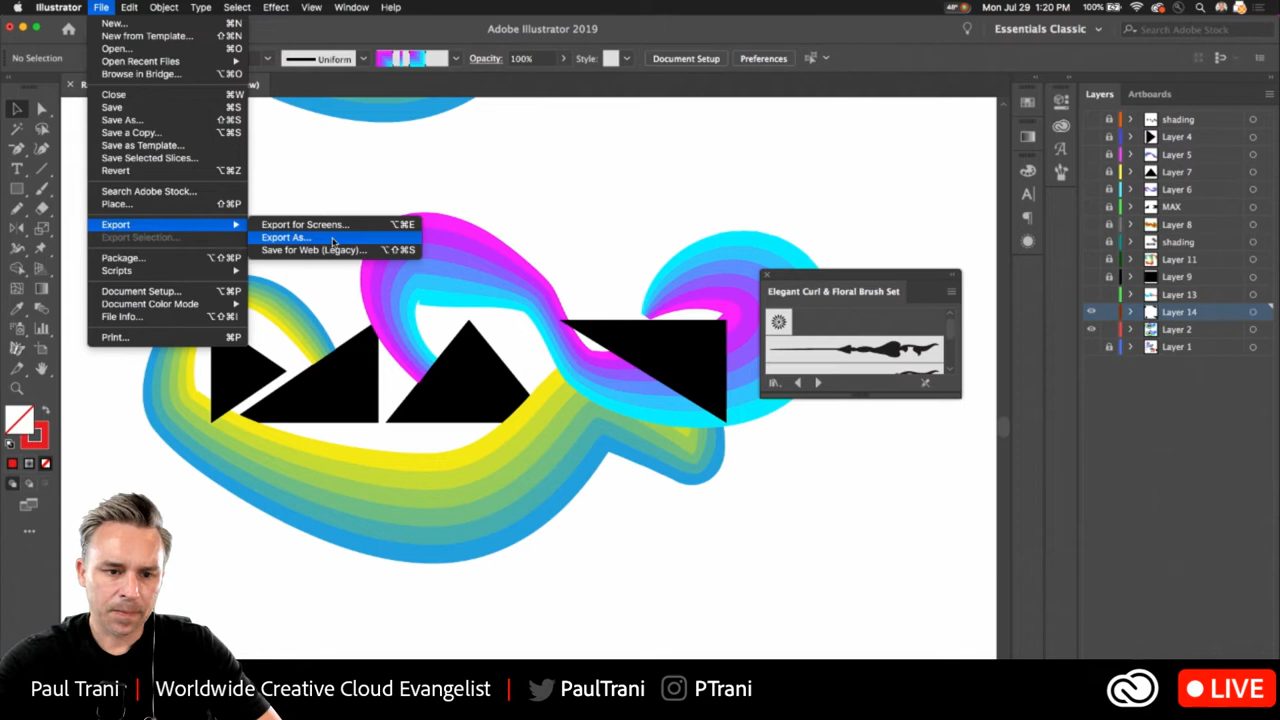 Illustrator File Edit Object Type Select Effect View Window Help
100% Mon Jul 29 1:20 PM
Adobe Illustrator 2019
Essentials Classic
Search Adobe Stock
No Selection
Uniform
Opacity: 100%
Style:
Document Setup
Preferences
New... ⌘N
New from Template... ⇧⌘N
Open... ⌘O
Open Recent Files
Browse in Bridge... ⌥⌘O
Close ⌘W
Save ⌘S
Save As... ⇧⌘S
Save a Copy... ⌥⌘S
Save as Template...
Save Selected Slices...
Revert ⌥⌘Z
Search Adobe Stock...
Place... ⇧⌘P
Export
Export Selection...
Package... ⌥⇧⌘P
Scripts
Document Setup... ⌥⌘P
Document Color Mode
File Info... ⌥⇧⌘I
Print... ⌘P
Export for Screens... ⌥⌘E
Export As...
Save for Web (Legacy)... ⌥⇧⌘S
Elegant Curl & Floral Brush Set
Layers Artboards
shading
Layer 4
Layer 5
Layer 7
Layer 6
MAX
Layer 8
shading
Layer 11
Layer 9
Layer 13
Layer 14
Layer 2
Layer 1
Paul Trani | Worldwide Creative Cloud Evangelist | PaulTrani PTrani
LIVE